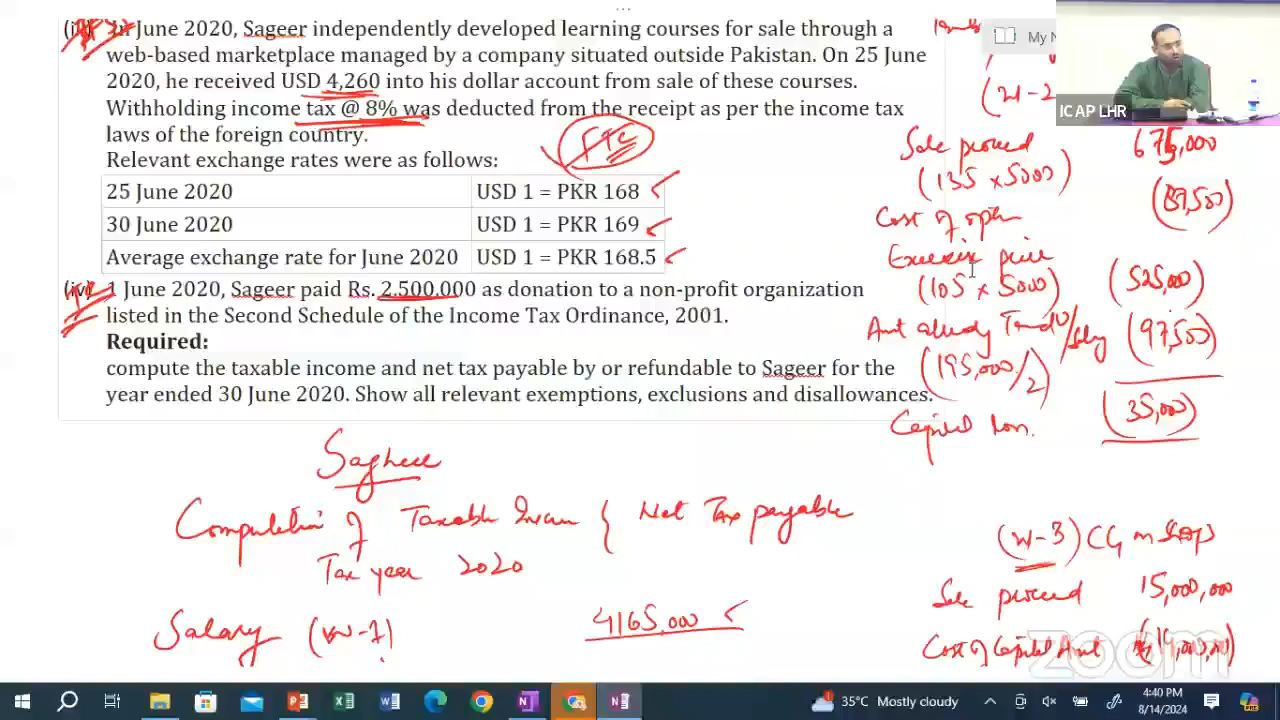 (iii) In June 2020, Sageer independently developed learning courses for sale through a
web-based marketplace managed by a company situated outside Pakistan. On 25 June
2020, he received USD 4,260 into his dollar account from sale of these courses.
Withholding income tax @ 8% was deducted from the receipt as per the income tax
laws of the foreign country.
FTC
Relevant exchange rates were as follows:
25 June 2020 USD 1 = PKR 168
30 June 2020 USD 1 = PKR 169
Average exchange rate for June 2020 USD 1 = PKR 168.5
(iv) 1 June 2020, Sageer paid Rs. 2,500,000 as donation to a non-profit organization
listed in the Second Schedule of the Income Tax Ordinance, 2001.
Required:
compute the taxable income and net tax payable by or refundable to Sageer for the
year ended 30 June 2020. Show all relevant exemptions, exclusions and disallowances.
Computation of Taxable Income { Net Tax payable
Tax year 2020
Salary (W-1) 4165,000
My N
ICAP LHR
(W-2
Sale proceed 675,000
(135 x 5000)
Cost of option
Exercise price
(105 x 5000) (525,000)
Amt already Taxed u/Salary (97,500)
(195,000/2)
Capital loss. (35,000)
(W-3) CG
Sale proceed 15,000,000
Cost of Capital
zoom
35°C Mostly cloudy
4:40 PM
8/14/2024